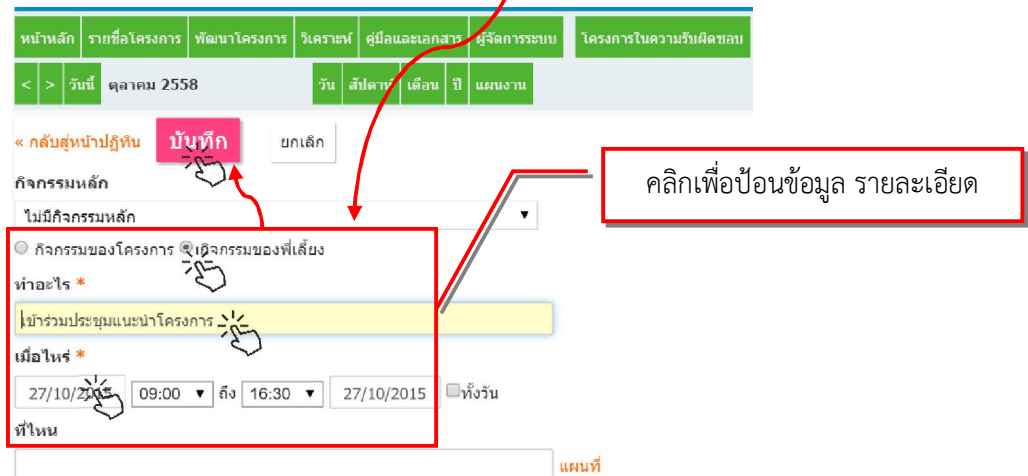 หน้าหลัก รายชื่อโครงการ พัฒนาโครงการ วิเคราะห์ คู่มือและเอกสาร ผู้จัดการระบบ โครงการในความรับผิดชอบ
< > วันนี้ ตุลาคม 2558 วัน สัปดาห์ เดือน ปี แผนงาน
« กลับสู่หน้าปฏิทิน บันทึก ยกเลิก
คลิกเพื่อป้อนข้อมูล รายละเอียด
กิจกรรมหลัก
ไม่มีกิจกรรมหลัก
กิจกรรมของโครงการ กิจกรรมของพี่เลี้ยง
ทำอะไร *
เข้าร่วมประชุมแนะนำโครงการ
เมื่อไหร่ *
27/10/2015 09:00 ถึง 16:30 27/10/2015 ทั้งวัน
ที่ไหน
แผนที่